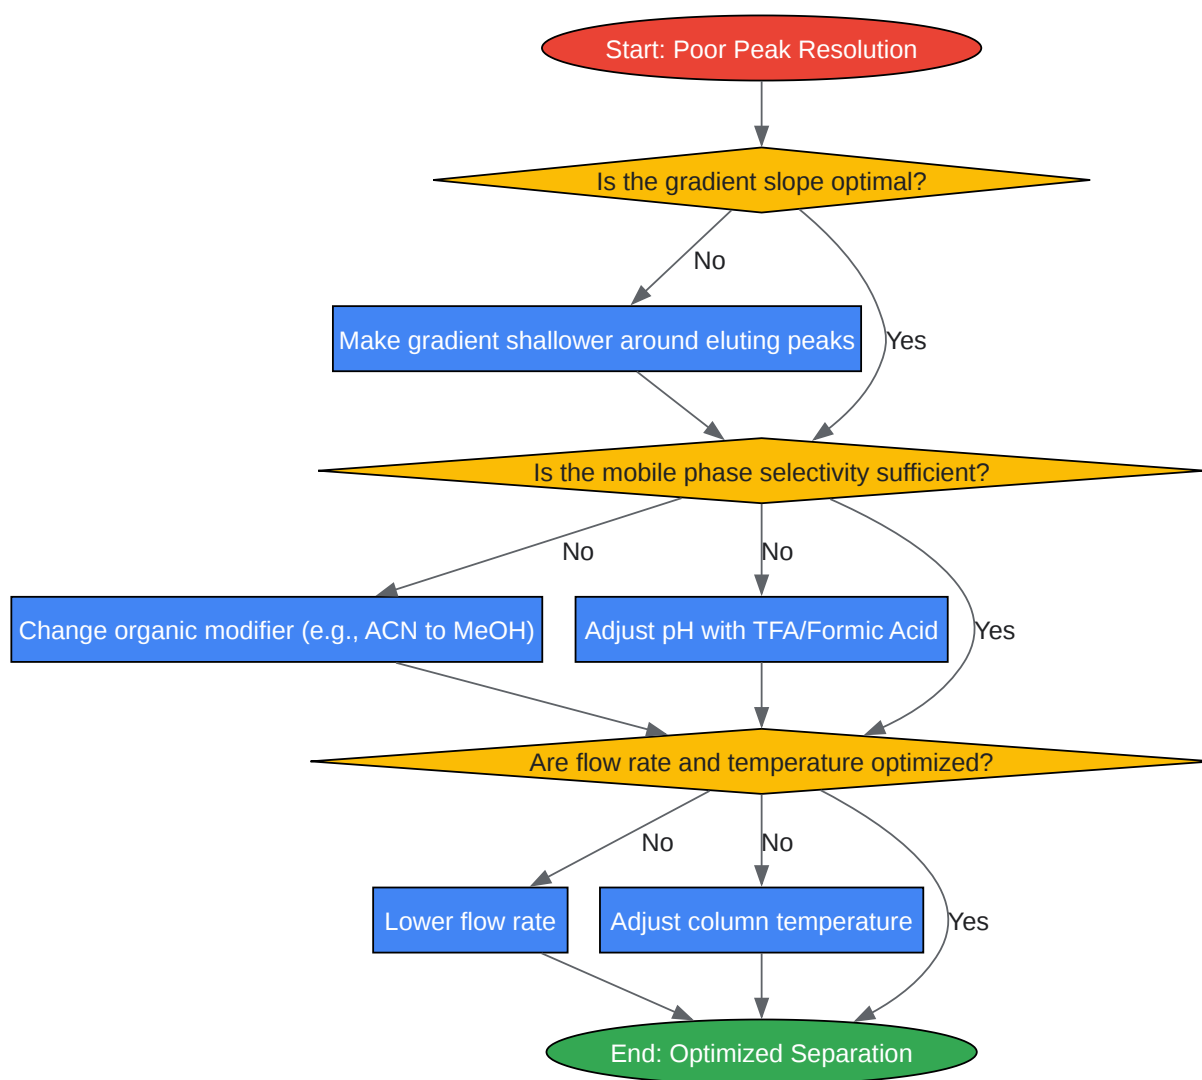 Start: Poor Peak Resolution
Is the gradient slope optimal?
No
Make gradient shallower around eluting peaks
Yes
Is the mobile phase selectivity sufficient?
No
No
Change organic modifier (e.g., ACN to MeOH)
Adjust pH with TFA/Formic Acid
Yes
Are flow rate and temperature optimized?
No
No
Lower flow rate
Adjust column temperature
Yes
End: Optimized Separation